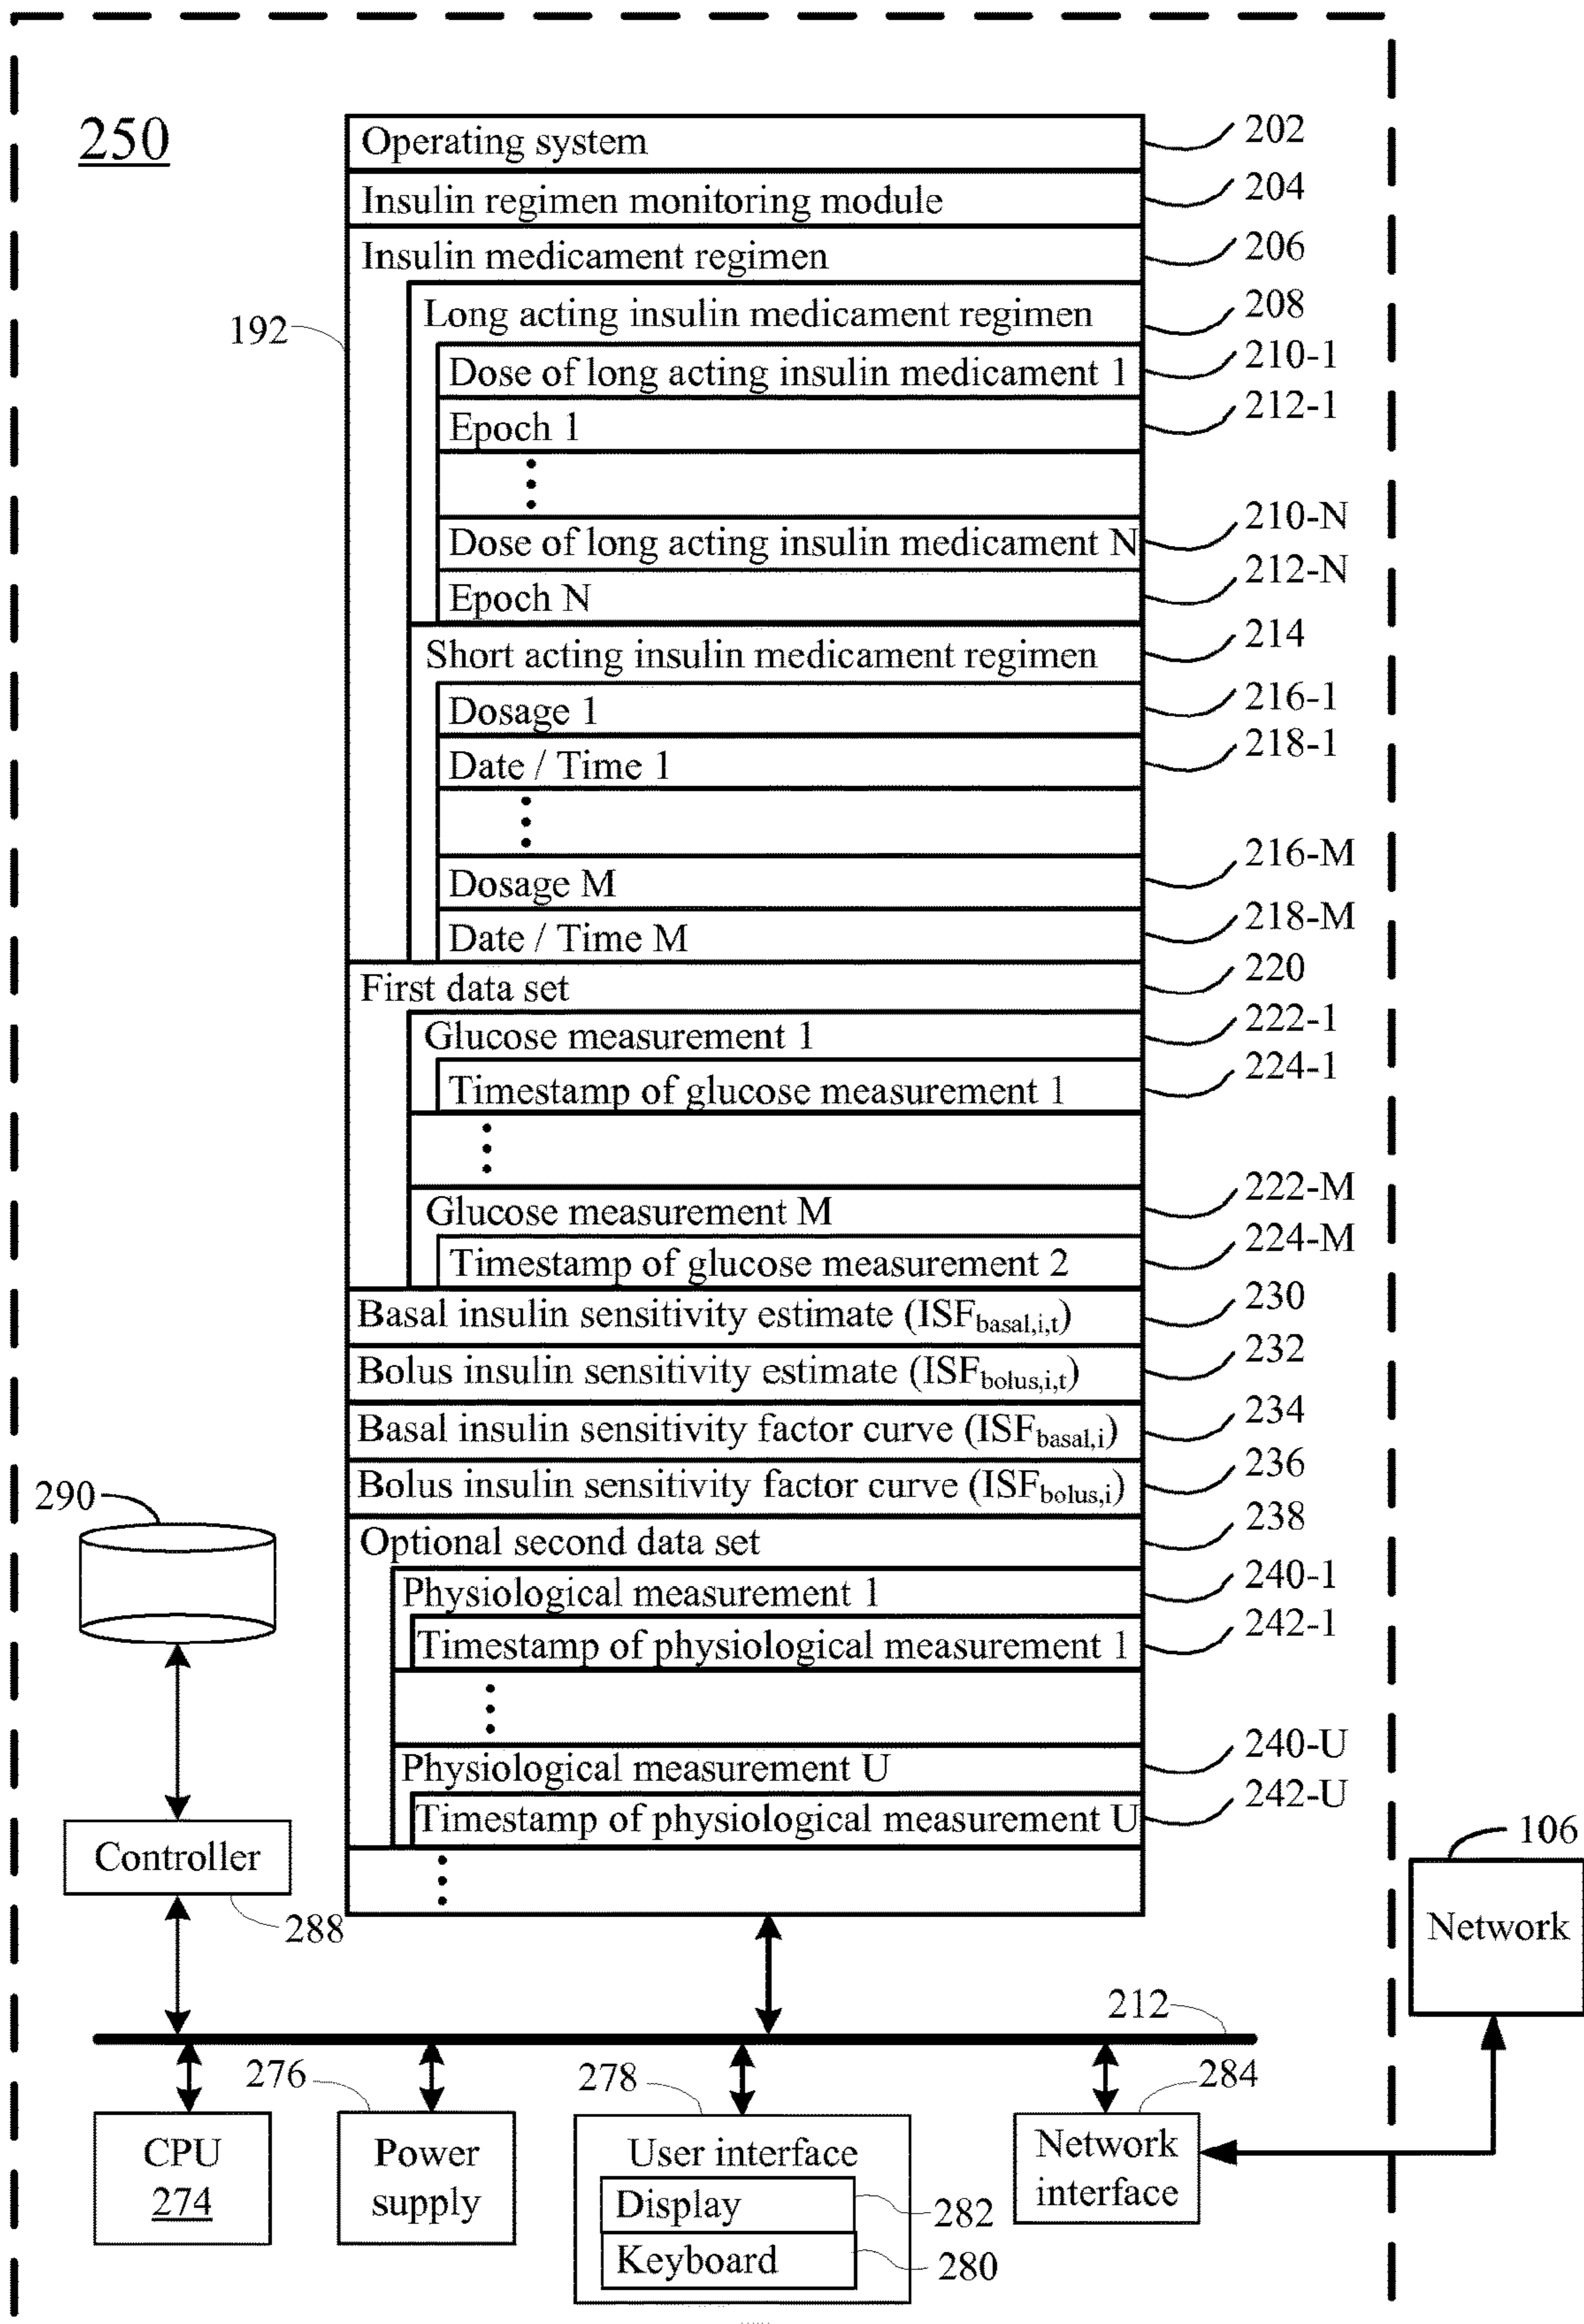 250
Operating system
202
Insulin regimen monitoring module
204
Insulin medicament regimen
206
192
Long acting insulin medicament regimen
208
Dose of long acting insulin medicament 1
210-1
Epoch 1
212-1
Dose of long acting insulin medicament N
210-N
Epoch N
212-N
Short acting insulin medicament regimen
214
Dosage 1
216-1
Date / Time 1
218-1
Dosage M
216-M
Date / Time M
218-M
First data set
220
Glucose measurement 1
222-1
Timestamp of glucose measurement 1
224-1
Glucose measurement M
222-M
Timestamp of glucose measurement 2
224-M
Basal insulin sensitivity estimate (ISFbasal,i,t)
230
Bolus insulin sensitivity estimate (ISFbolus,i,t)
232
Basal insulin sensitivity factor curve (ISFbasal,i)
234
Bolus insulin sensitivity factor curve (ISFbolus,i)
236
290
Optional second data set
238
Physiological measurement 1
240-1
Timestamp of physiological measurement 1
242-1
Physiological measurement U
240-U
Timestamp of physiological measurement U
242-U
Controller
288
106
Network
212
276
278
284
CPU
274
Power
supply
User interface
Display
282
Keyboard
280
Network
interface